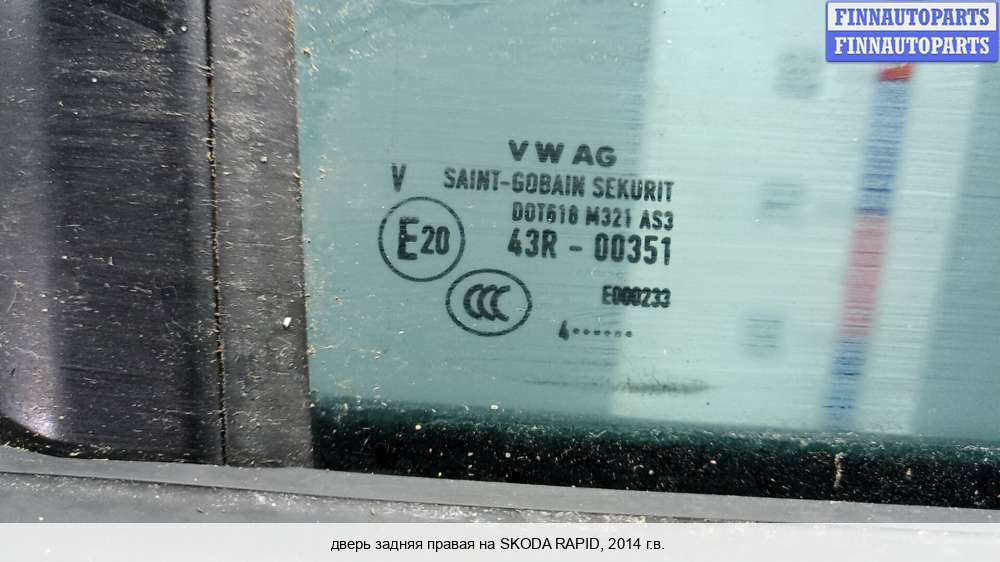 FINNAUTOPARTS
FINNAUTOPARTS
VW AG
V SAINT-GOBAIN SEKURIT
DOT618 M321 AS3
E20 43R - 00351
CCC E000233
4••••••
дверь задняя правая на SKODA RAPID, 2014 г.в.